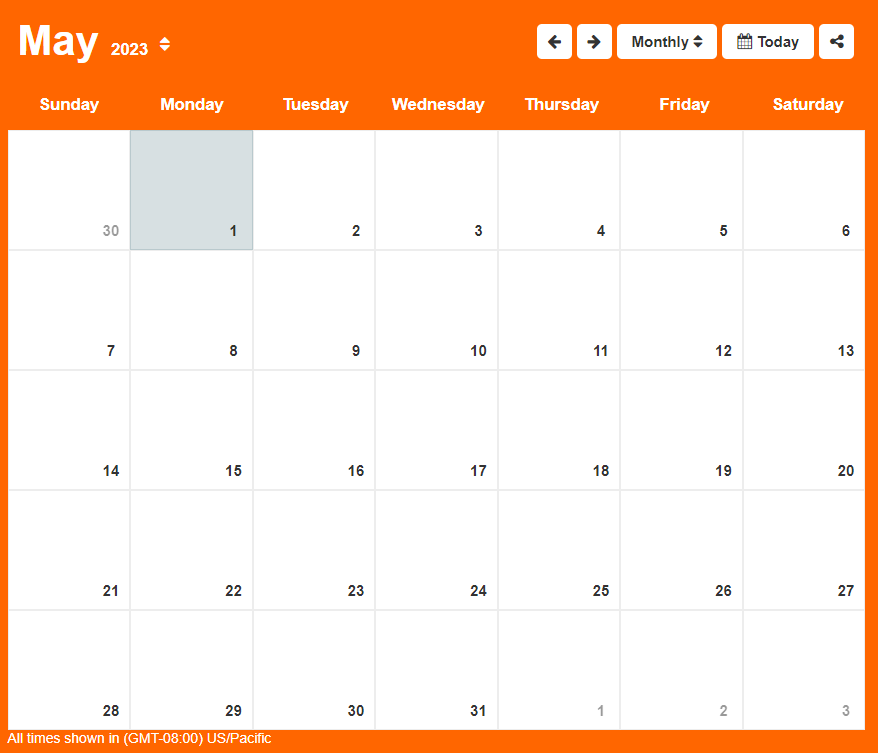 May 2023 Monthly Today
Sunday Monday Tuesday Wednesday Thursday Friday Saturday
30 1 2 3 4 5 6
7 8 9 10 11 12 13
14 15 16 17 18 19 20
21 22 23 24 25 26 27
28 29 30 31 1 2 3
All times shown in (GMT-08:00) US/Pacific